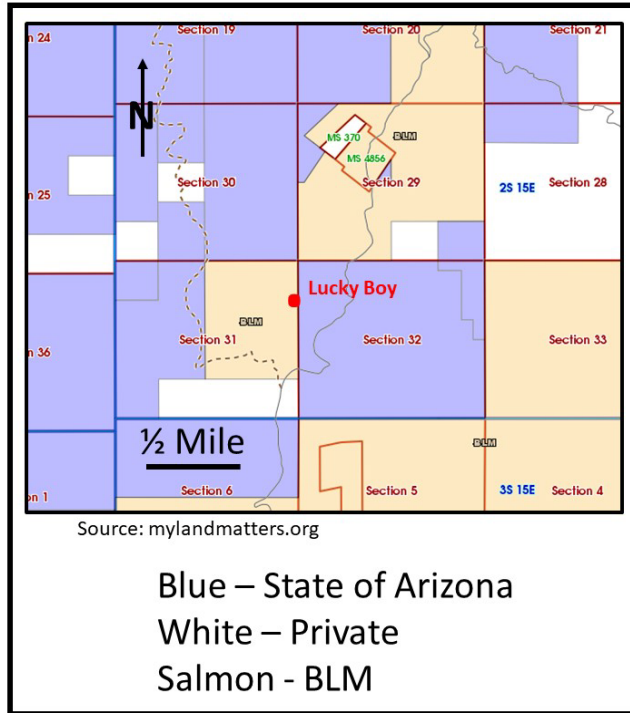 Section 19
Section 20
Section 21
n 24
N
MS 370
BLM
MS 4856
Section 30
Section 29
2S 15E
Section 28
n 25
Lucky Boy
BLM
n 36
Section 31
Section 32
Section 33
½ Mile
BLM
n 1
Section 6
Section 5
3S 15E
Section 4
Source: mylandmatters.org
Blue – State of Arizona
White – Private
Salmon - BLM